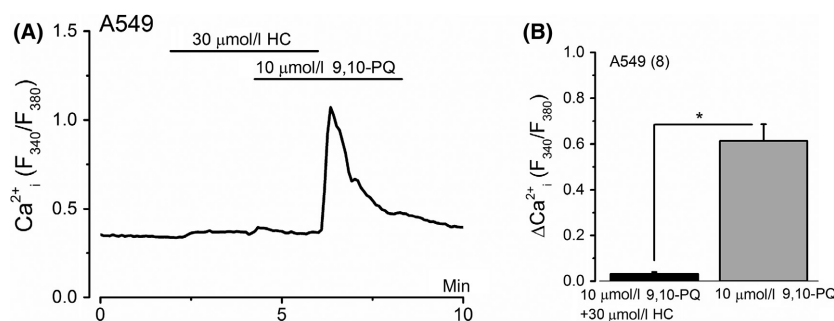 (A)
A549
30 µmol/l HC
10 µmol/l 9,10-PQ
Ca²⁺ᵢ (F₃₄₀/F₃₈₀)
1.5
1.0
0.5
0.0
0
5
10
Min
(B)
A549 (8)
*
ΔCa²⁺ᵢ (F₃₄₀/F₃₈₀)
1.0
0.8
0.6
0.4
0.2
0.0
10 µmol/l 9,10-PQ
+30 µmol/l HC
10 µmol/l 9,10-PQ